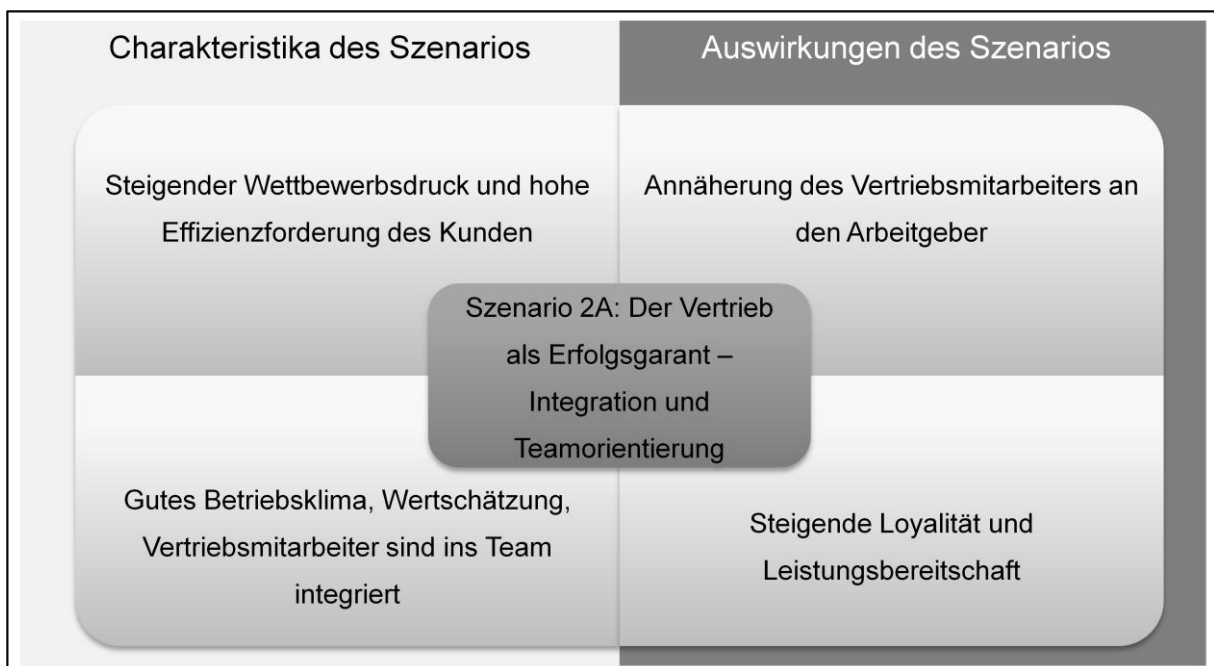 Charakteristika des Szenarios
Auswirkungen des Szenarios
Steigender Wettbewerbsdruck und hohe
Effizienzforderung des Kunden
Annäherung des Vertriebsmitarbeiters an
den Arbeitgeber
Szenario 2A: Der Vertrieb
als Erfolgsgarant –
Integration und
Teamorientierung
Gutes Betriebsklima, Wertschätzung,
Vertriebsmitarbeiter sind ins Team
integriert
Steigende Loyalität und
Leistungsbereitschaft